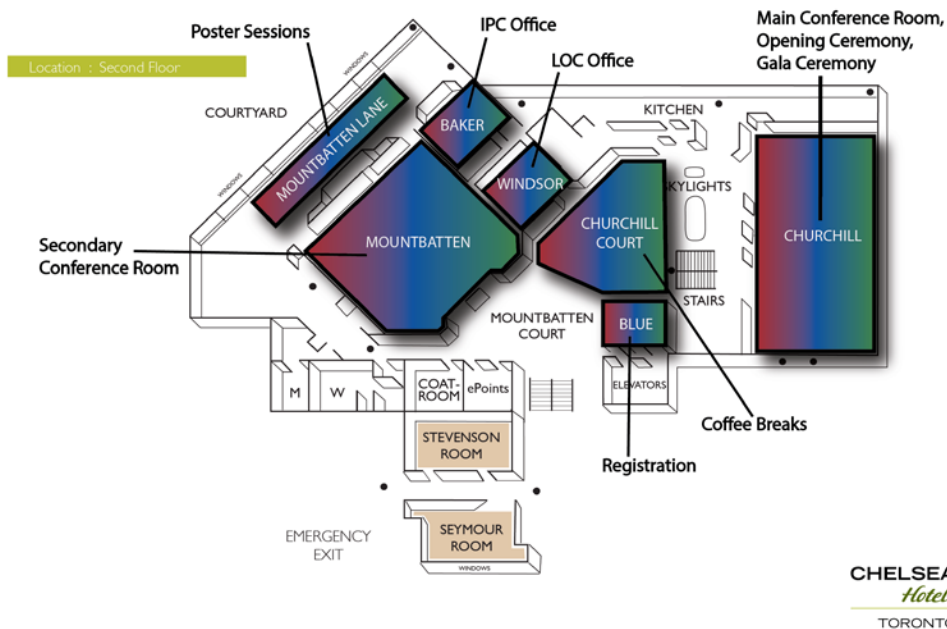 Poster Sessions
IPC Office
Main Conference Room,
Opening Ceremony,
Gala Ceremony
LOC Office
Location : Second Floor
WINDOWS
COURTYARD
KITCHEN
MOUNTBATTEN LANE
BAKER
WINDSOR
SKYLIGHTS
WINDOWS
CHURCHILL
COURT
CHURCHILL
MOUNTBATTEN
Secondary
Conference Room
STAIRS
MOUNTBATTEN
COURT
BLUE
M
W
COAT-
ROOM
ePoints
ELEVATORS
Coffee Breaks
STEVENSON
ROOM
Registration
EMERGENCY
EXIT
SEYMOUR
ROOM
WINDOWS
CHELSEA
Hotel
TORONTO